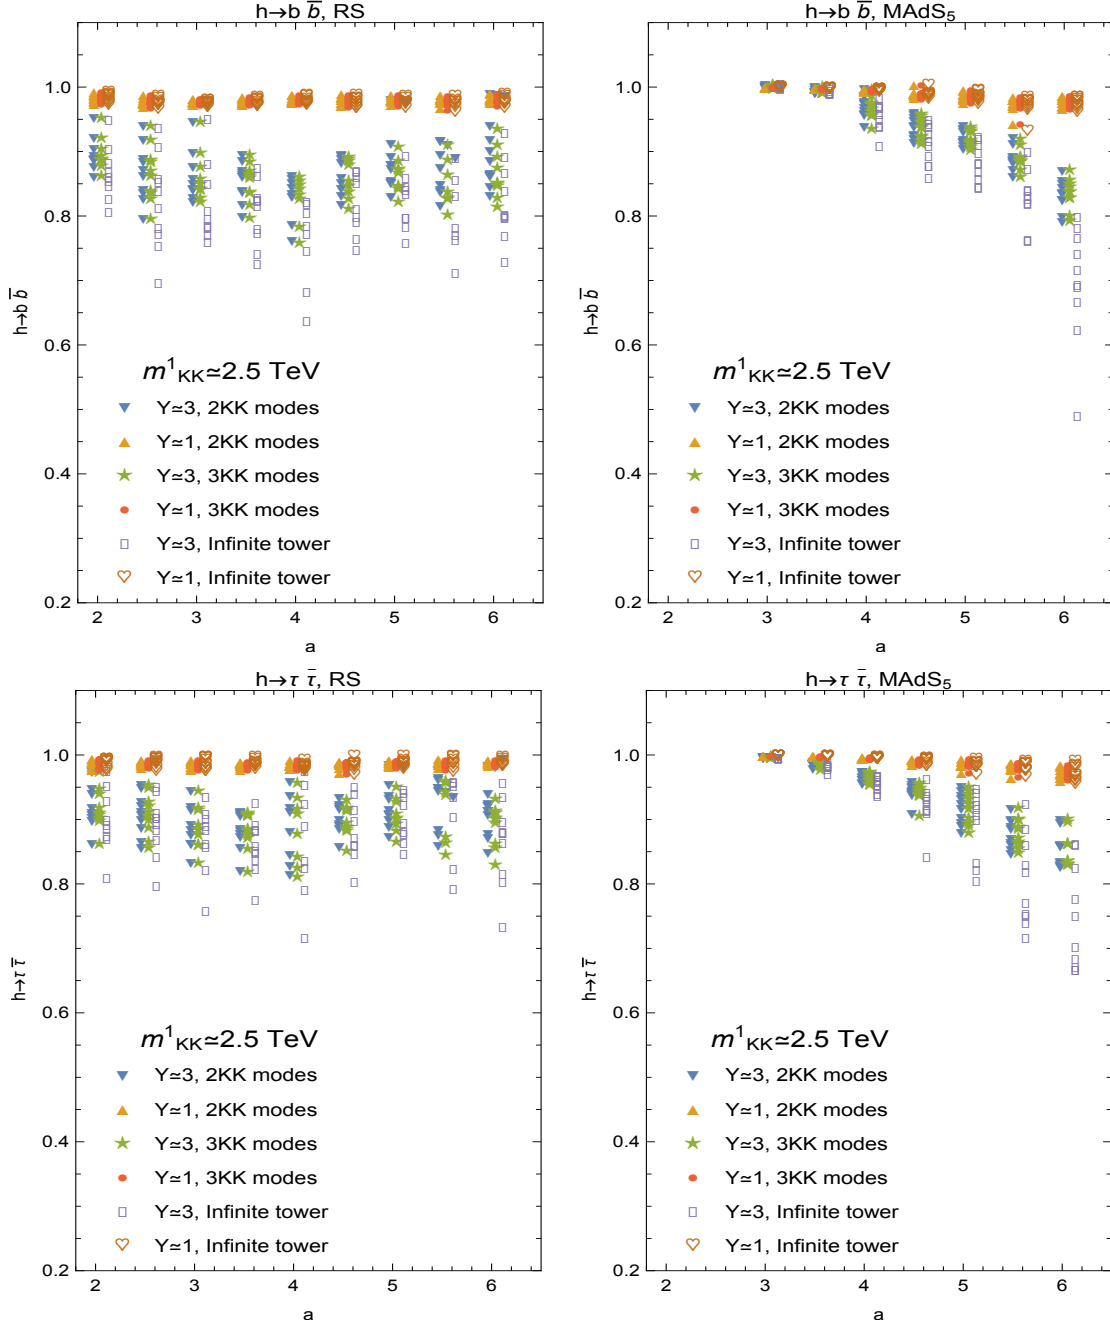 h→b b̅, RS
1.0
0.8
0.6
0.4
0.2
h→b b̅
m¹KK≃2.5 TeV
Y≃3, 2KK modes
Y≃1, 2KK modes
Y≃3, 3KK modes
Y≃1, 3KK modes
Y≃3, Infinite tower
Y≃1, Infinite tower
2 3 4 5 6
a
h→b b̅, MAdS₅
1.0
0.8
0.6
0.4
0.2
h→b b̅
m¹KK≃2.5 TeV
Y≃3, 2KK modes
Y≃1, 2KK modes
Y≃3, 3KK modes
Y≃1, 3KK modes
Y≃3, Infinite tower
Y≃1, Infinite tower
2 3 4 5 6
a
h→τ τ̅, RS
1.0
0.8
0.6
0.4
0.2
h→τ τ̅
m¹KK≃2.5 TeV
Y≃3, 2KK modes
Y≃1, 2KK modes
Y≃3, 3KK modes
Y≃1, 3KK modes
Y≃3, Infinite tower
Y≃1, Infinite tower
2 3 4 5 6
a
h→τ τ̅, MAdS₅
1.0
0.8
0.6
0.4
0.2
h→τ τ̅
m¹KK≃2.5 TeV
Y≃3, 2KK modes
Y≃1, 2KK modes
Y≃3, 3KK modes
Y≃1, 3KK modes
Y≃3, Infinite tower
Y≃1, Infinite tower
2 3 4 5 6
a